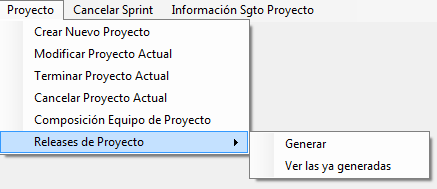 Proyecto Cancelar Sprint Información Sgto Proyecto
Crear Nuevo Proyecto
Modificar Proyecto Actual
Terminar Proyecto Actual
Cancelar Proyecto Actual
Composición Equipo de Proyecto
Releases de Proyecto
Generar
Ver las ya generadas